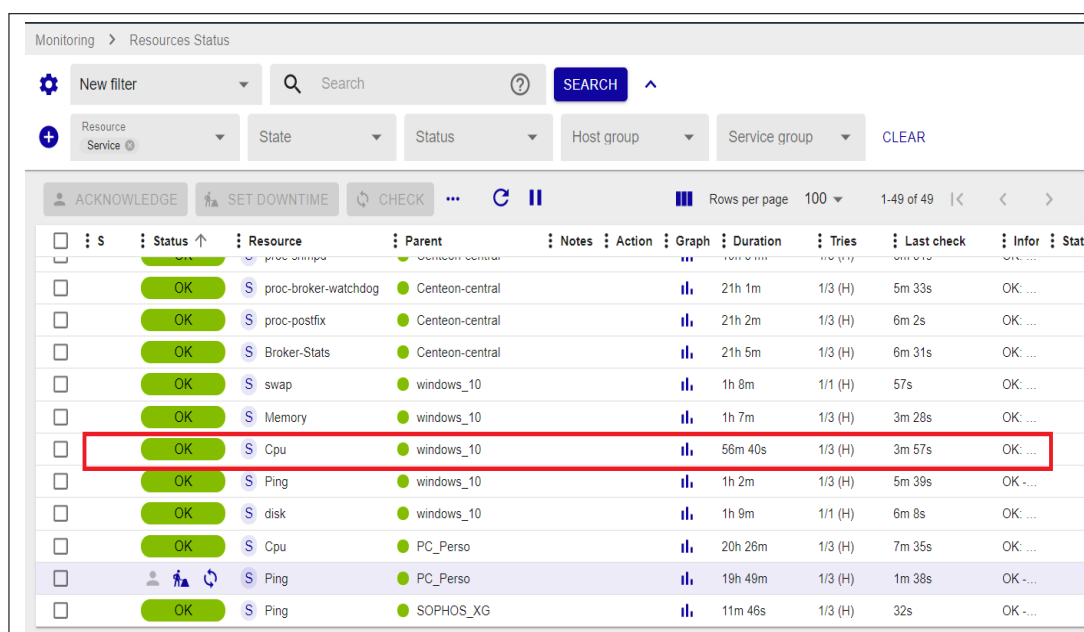 Monitoring > Resources Status
New filter Search ? SEARCH
Resource
Service State Status Host group Service group CLEAR
ACKNOWLEDGE SET DOWNTIME CHECK ... Rows per page 100 1-49 of 49
S Status Resource Parent Notes Action Graph Duration Tries Last check Infor Stat
OK S proc-broker-watchdog Centeon-central 21h 1m 1/3 (H) 5m 33s OK: ...
OK S proc-postfix Centeon-central 21h 2m 1/3 (H) 6m 2s OK: ...
OK S Broker-Stats Centeon-central 21h 5m 1/3 (H) 6m 31s OK: ...
OK S swap windows_10 1h 8m 1/1 (H) 57s OK: ...
OK S Memory windows_10 1h 7m 1/3 (H) 3m 28s OK: ...
OK S Cpu windows_10 56m 40s 1/3 (H) 3m 57s OK: ...
OK S Ping windows_10 1h 2m 1/3 (H) 5m 39s OK -...
OK S disk windows_10 1h 9m 1/1 (H) 6m 8s OK: ...
OK S Cpu PC_Perso 20h 26m 1/3 (H) 7m 35s OK: ...
S Ping PC_Perso 19h 49m 1/3 (H) 1m 38s OK -...
OK S Ping SOPHOS_XG 11m 46s 1/3 (H) 32s OK -...